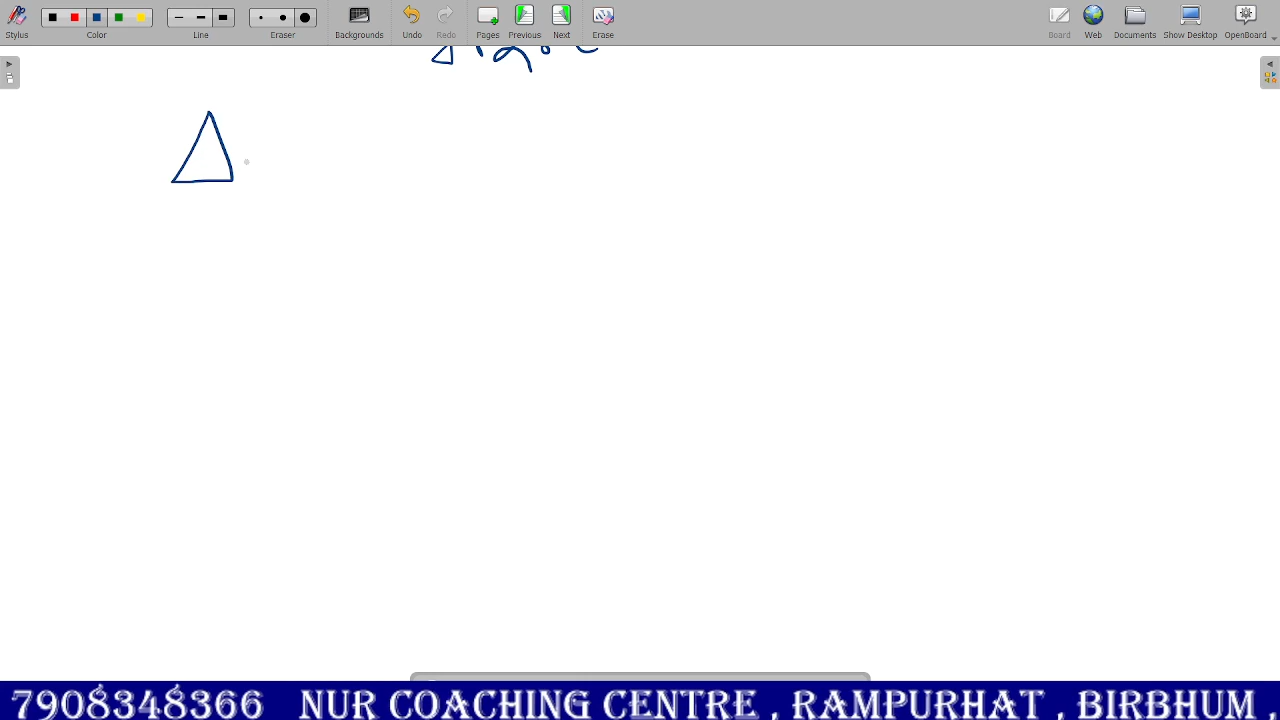 Stylus Color Line Eraser Backgrounds Undo Redo Pages Previous Next Erase Board Web Documents Show Desktop OpenBoard
7908348366 NUR COACHING CENTRE , RAMPURHAT , BIRBHUM ,